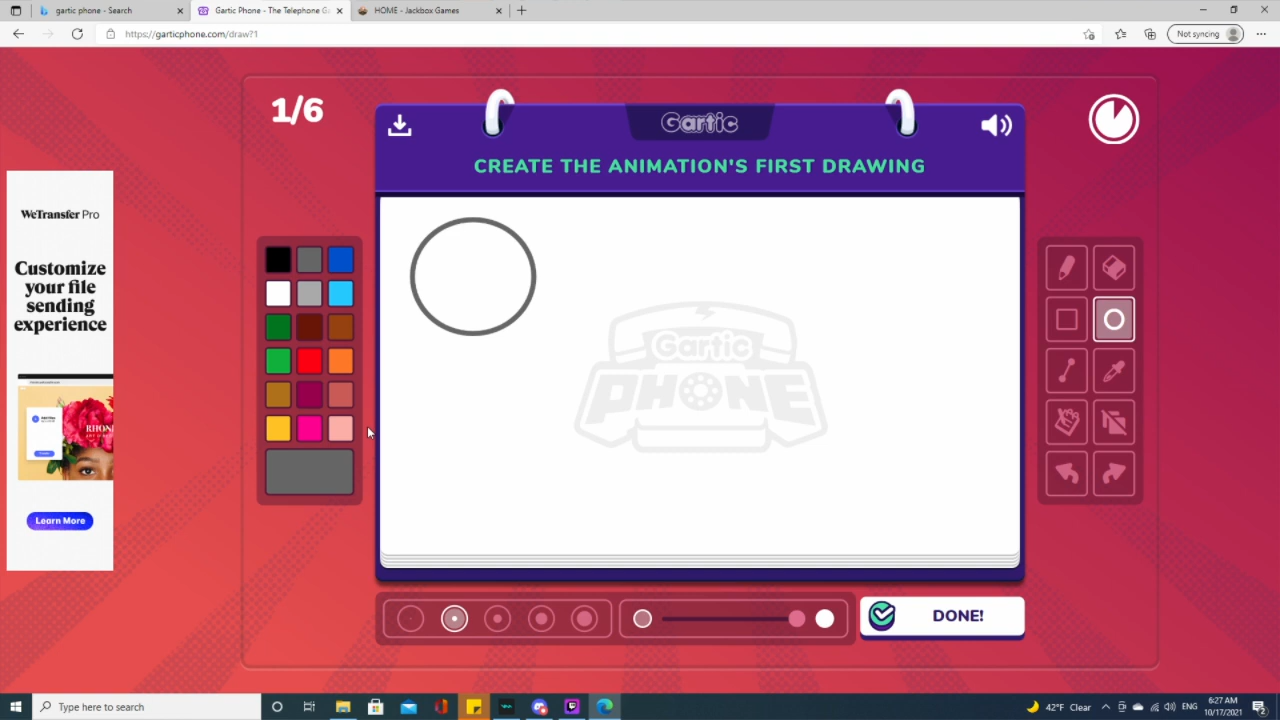 gartic phone - Search
Gartic Phone - The Telephone Ga
HOME - Jackbox Games
https://garticphone.com/draw?1
Not syncing
1/6
Gartic
CREATE THE ANIMATION'S FIRST DRAWING
WeTransfer Pro
Customize
your file
sending
experience
Learn More
Gartic
PHONE
DONE!
Type here to search
42°F Clear
ENG
6:27 AM
10/17/2021
2